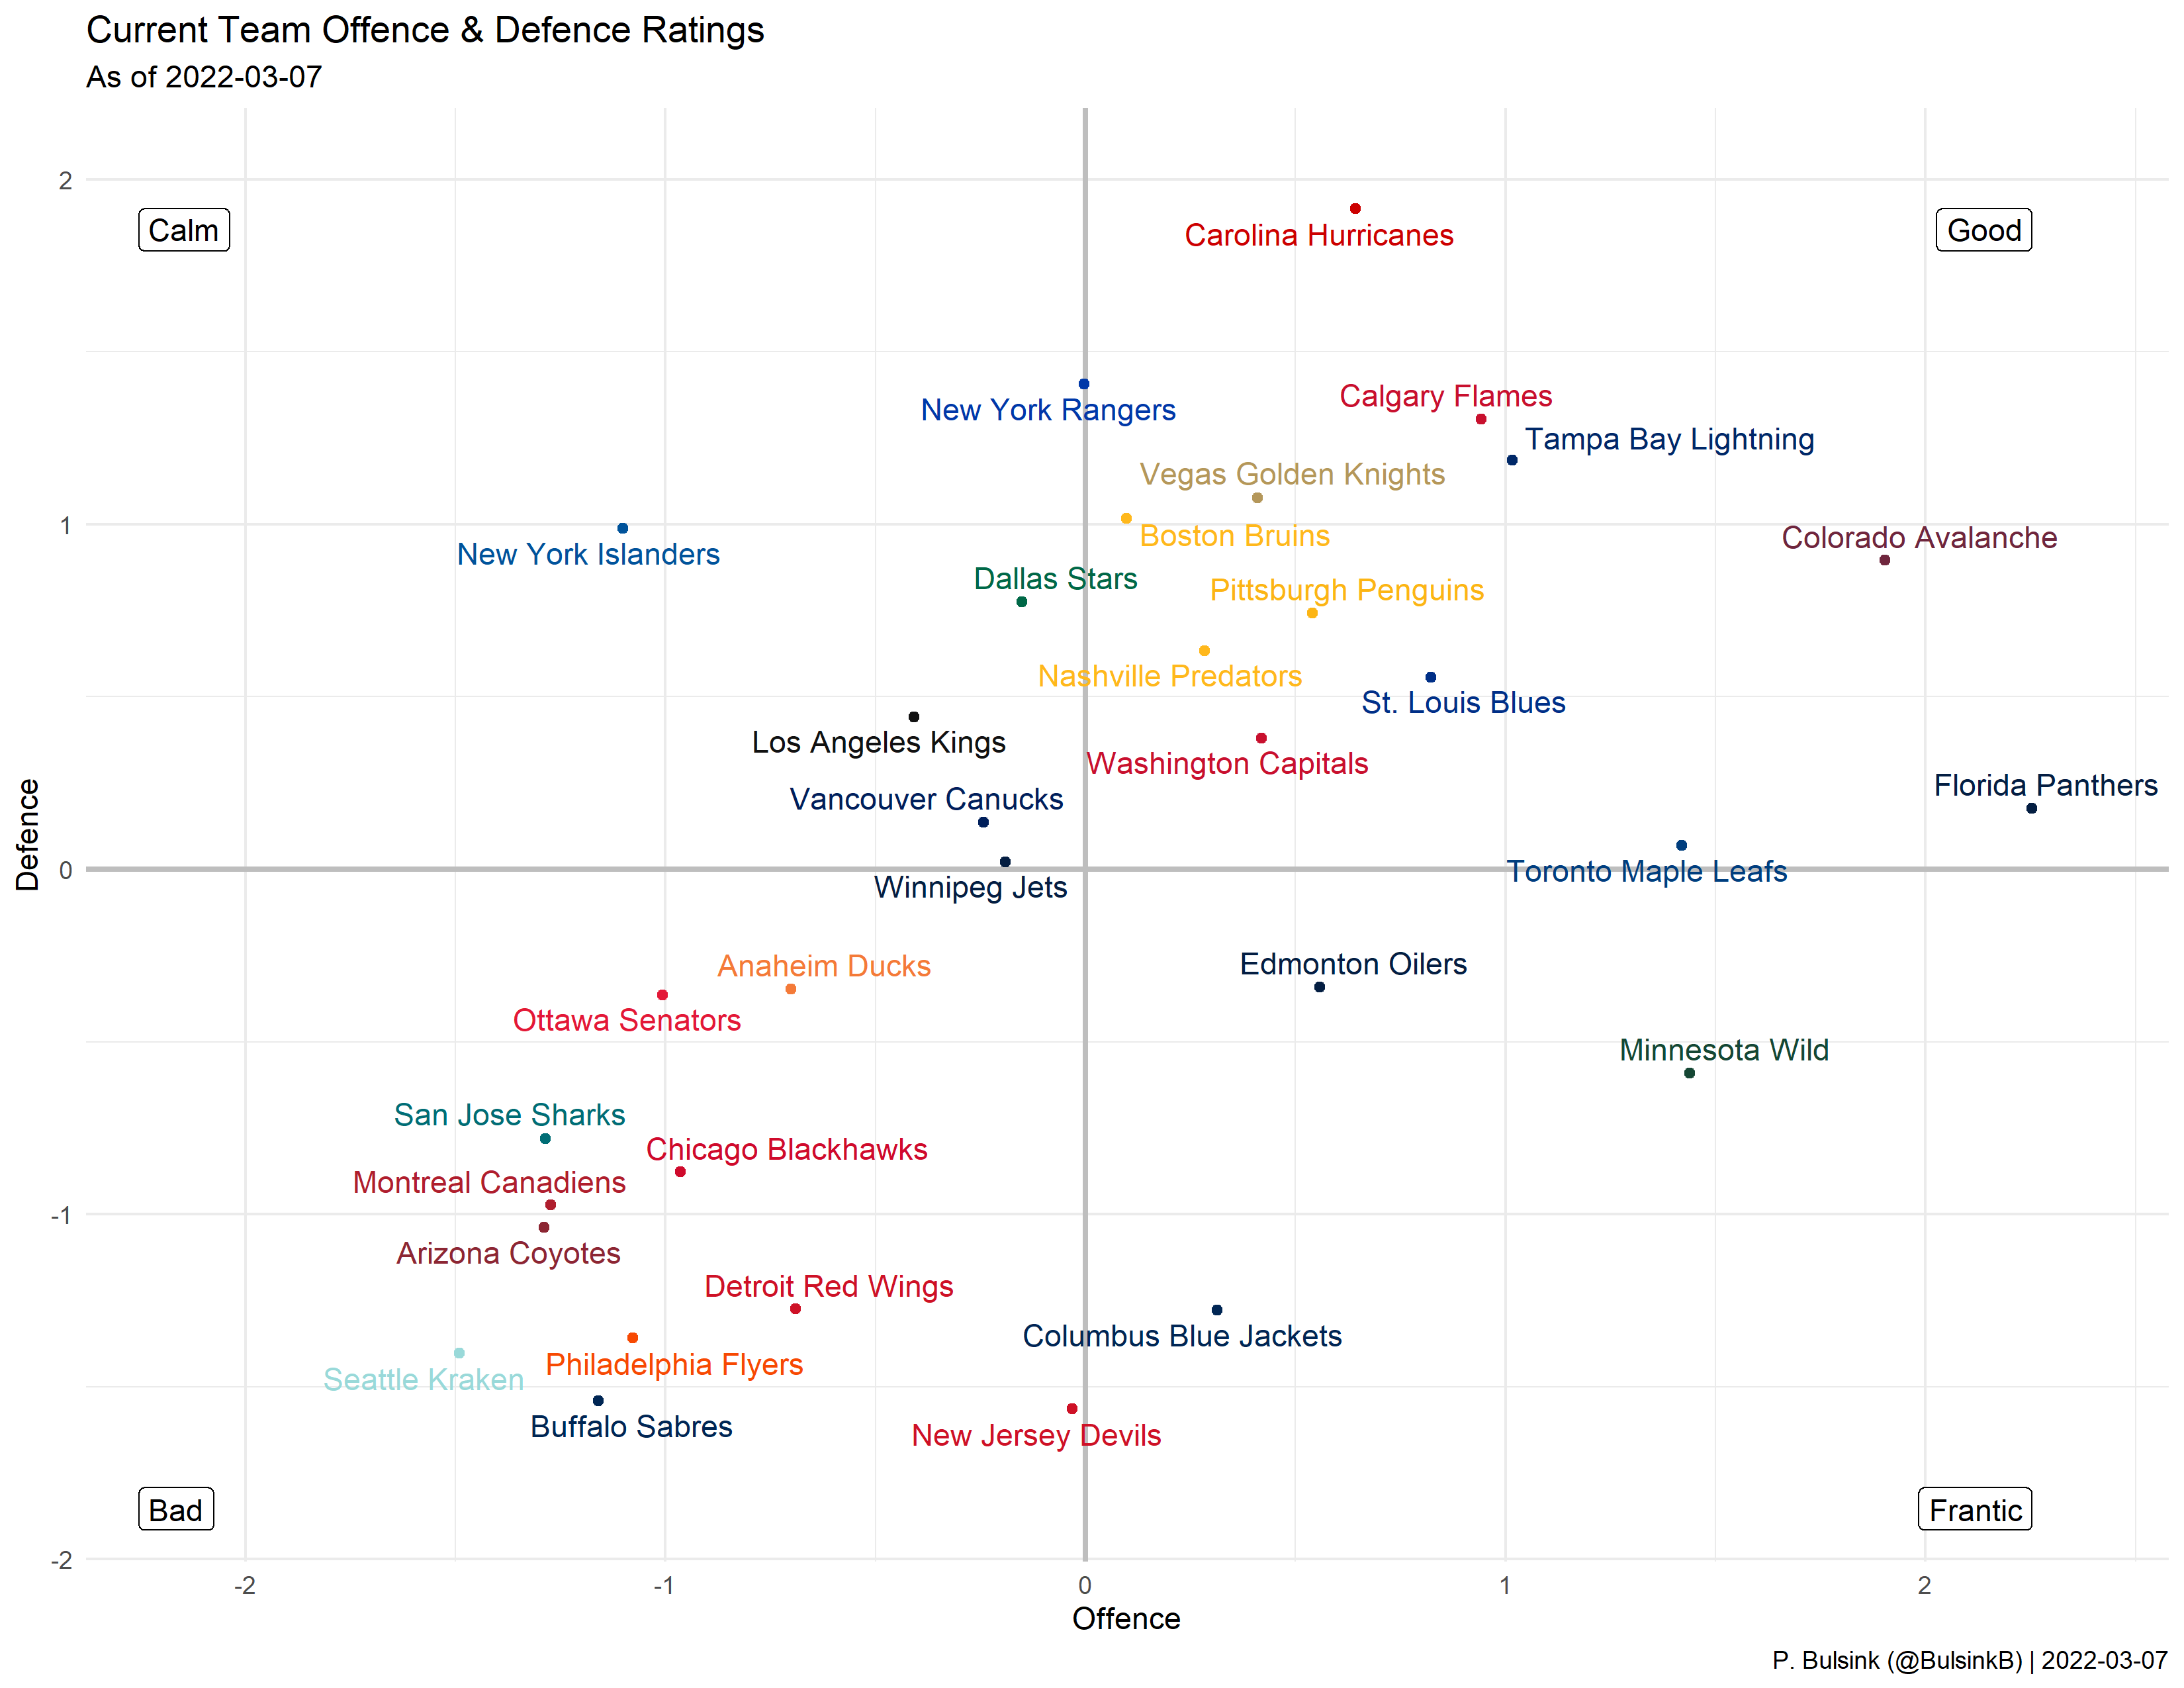 Current Team Offence & Defence Ratings
As of 2022-03-07
2
Calm
Good
Carolina Hurricanes
New York Rangers
Calgary Flames
Tampa Bay Lightning
Vegas Golden Knights
1
Boston Bruins
Colorado Avalanche
New York Islanders
Dallas Stars
Pittsburgh Penguins
Nashville Predators
St. Louis Blues
Los Angeles Kings
Washington Capitals
Vancouver Canucks
Florida Panthers
Defence
0
Toronto Maple Leafs
Winnipeg Jets
Anaheim Ducks
Edmonton Oilers
Ottawa Senators
Minnesota Wild
San Jose Sharks
Chicago Blackhawks
Montreal Canadiens
-1
Arizona Coyotes
Detroit Red Wings
Columbus Blue Jackets
Philadelphia Flyers
Seattle Kraken
Buffalo Sabres
New Jersey Devils
Bad
Frantic
-2
-2 -1 0 1 2
Offence
P. Bulsink (@BulsinkB) | 2022-03-07